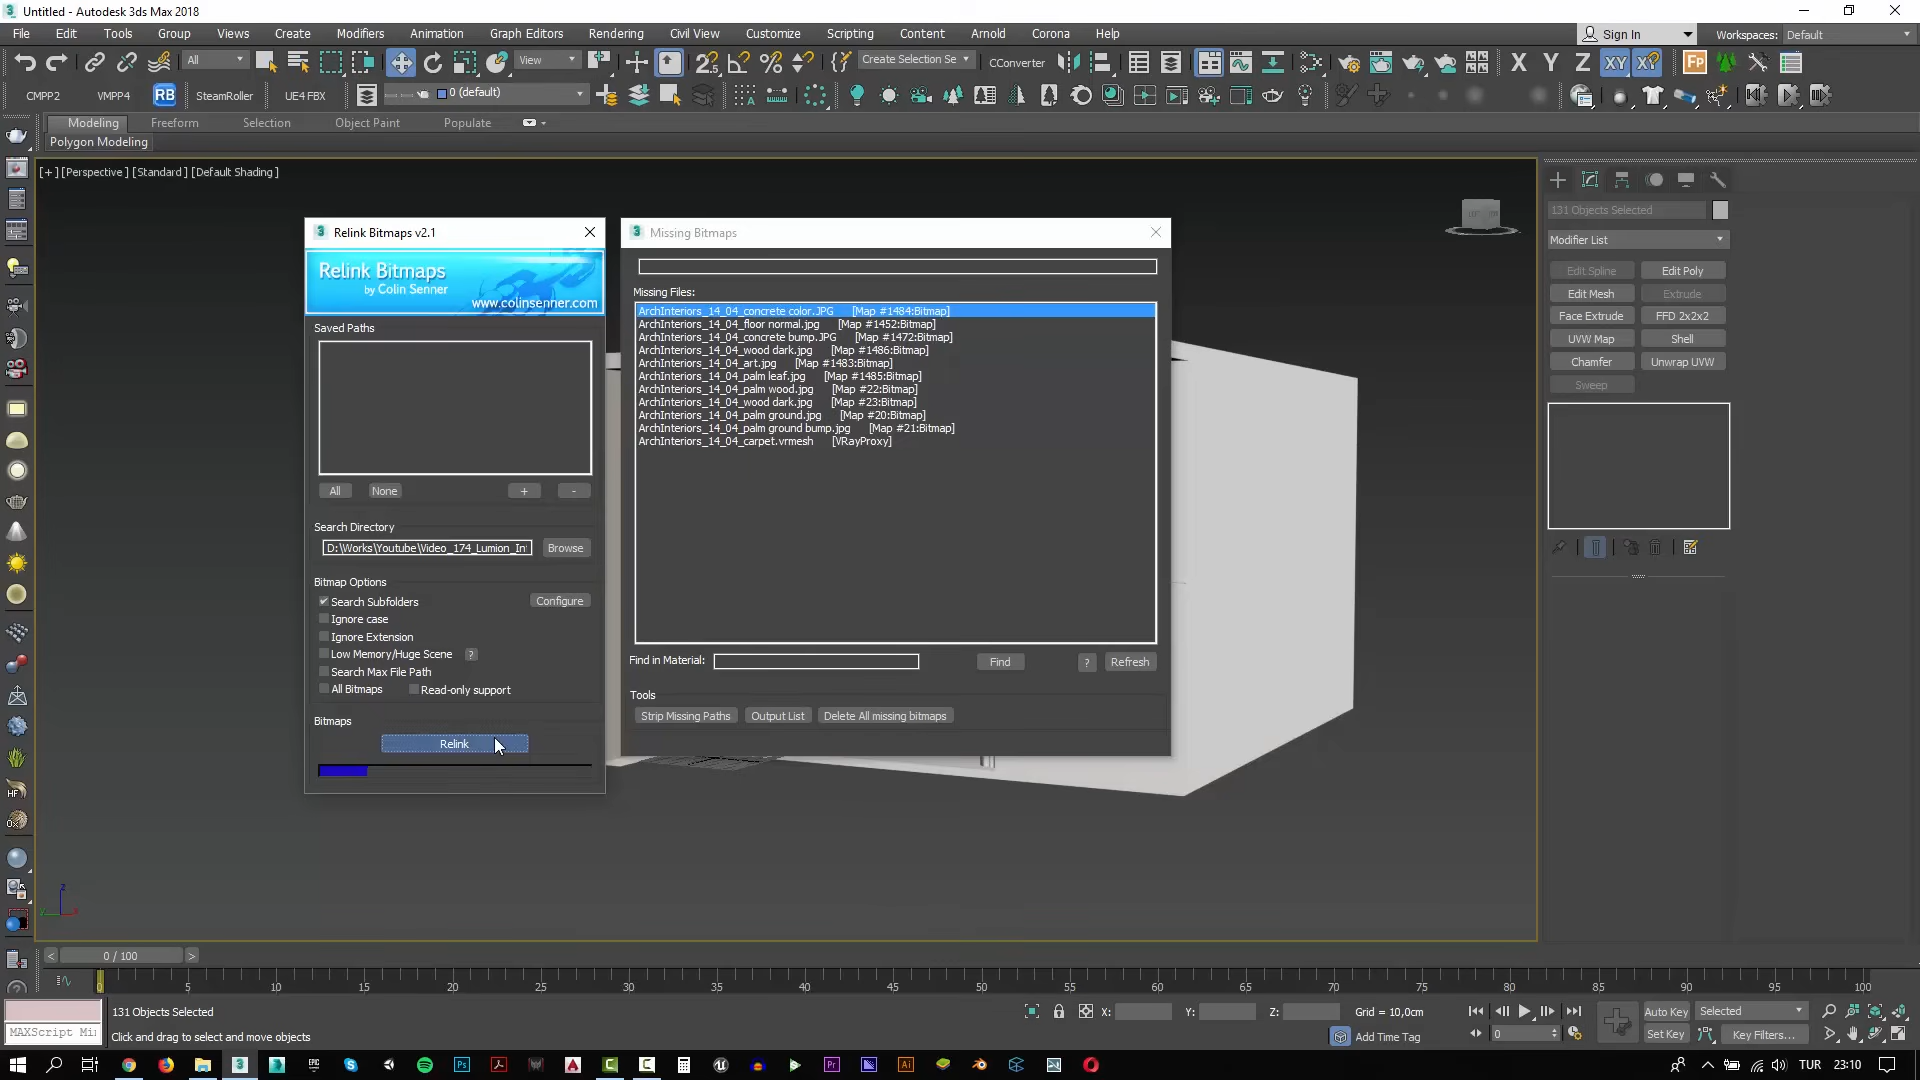 Untitled - Autodesk 3ds Max 2018
File Edit Tools Group Views Create Modifiers Animation Graph Editors Rendering Civil View Customize Scripting Content Arnold Corona Help
Sign In Workspaces: Default
All View Create Selection Se CConverter X Y Z XY XY
CMPP2 VMPP4 RB SteamRoller UE4 FBX 0 (default)
Modeling Freeform Selection Object Paint Populate
Polygon Modeling
[+] [Perspective ] [Standard ] [Default Shading ]
131 Objects Selected
Modifier List
Edit Spline Edit Poly
Edit Mesh Extrude
Face Extrude FFD 2x2x2
UVW Map Shell
Chamfer Unwrap UVW
Sweep
Relink Bitmaps v2.1
Relink Bitmaps
by Colin Senner
www.colinsenner.com
Saved Paths
All None + -
Search Directory
D:\Works\Youtube\Video_174_Lumion_In Browse
Bitmap Options
Search Subfolders Configure
Ignore case
Ignore Extension
Low Memory/Huge Scene ?
Search Max File Path
All Bitmaps Read-only support
Bitmaps
Relink
Missing Bitmaps
Missing Files:
ArchInteriors_14_04_concrete color.JPG [Map #1484:Bitmap]
ArchInteriors_14_04_floor normal.jpg [Map #1452:Bitmap]
ArchInteriors_14_04_concrete bump.JPG [Map #1472:Bitmap]
ArchInteriors_14_04_wood dark.jpg [Map #1486:Bitmap]
ArchInteriors_14_04_art.jpg [Map #1483:Bitmap]
ArchInteriors_14_04_palm leaf.jpg [Map #1485:Bitmap]
ArchInteriors_14_04_palm wood.jpg [Map #22:Bitmap]
ArchInteriors_14_04_wood dark.jpg [Map #23:Bitmap]
ArchInteriors_14_04_palm ground.jpg [Map #20:Bitmap]
ArchInteriors_14_04_palm ground bump.jpg [Map #21:Bitmap]
ArchInteriors_14_04_carpet.vrmesh [VRayProxy]
Find in Material: Find ? Refresh
Tools
Strip Missing Paths Output List Delete All missing bitmaps
< 0 / 100 >
0 5 10 15 20 25 30 35 40 45 50 55 60 65 70 75 80 85 90 95 100
131 Objects Selected X: Y: Z: Grid = 10,0cm Auto Key Selected
MAXScript Mi Click and drag to select and move objects Add Time Tag 0 Set Key Key Filters...
TUR 23:10